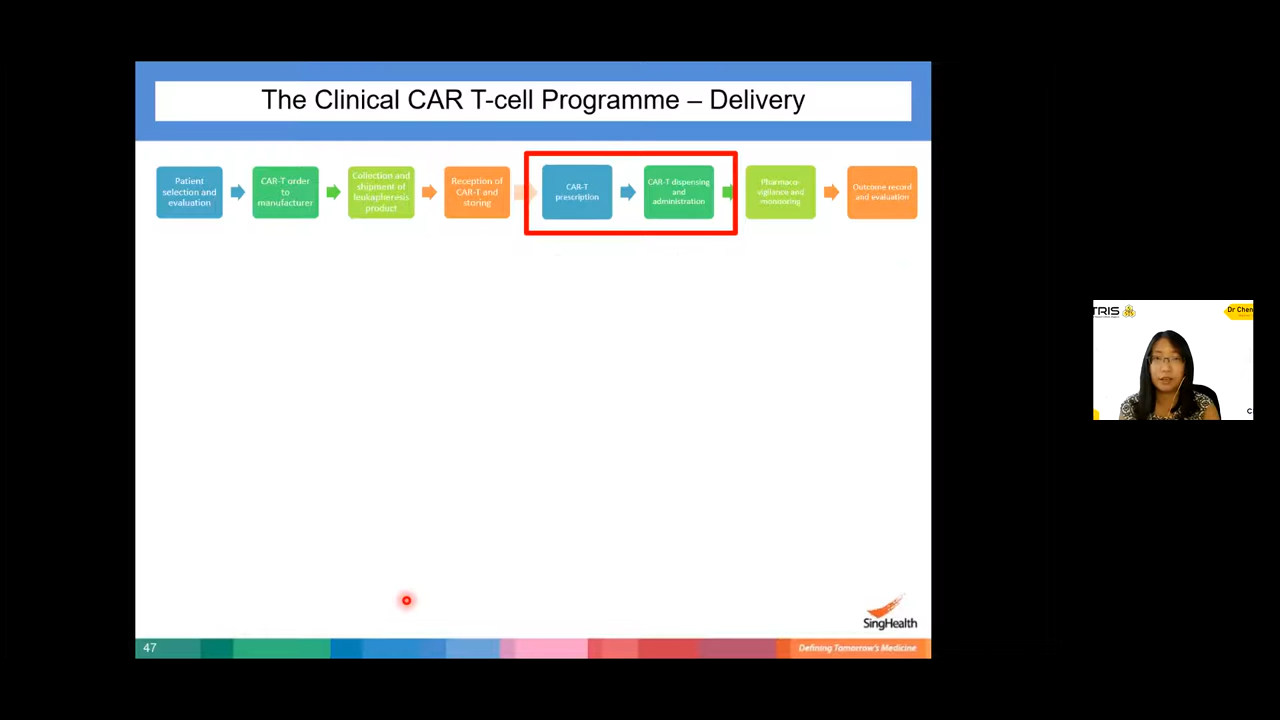 The Clinical CAR T-cell Programme – Delivery
Patient
selection and
evaluation
CAR-T order
to
manufacturer
Collection and
shipment of
leukapheresis
product
Reception of
CAR-T and
storing
CAR-T
prescription
CAR-T dispensing
and
administration
Pharmaco-
vigilance and
monitoring
Outcome record
and evaluation
TRIS
Dr Chen
C
SingHealth
47
Defining Tomorrow's Medicine